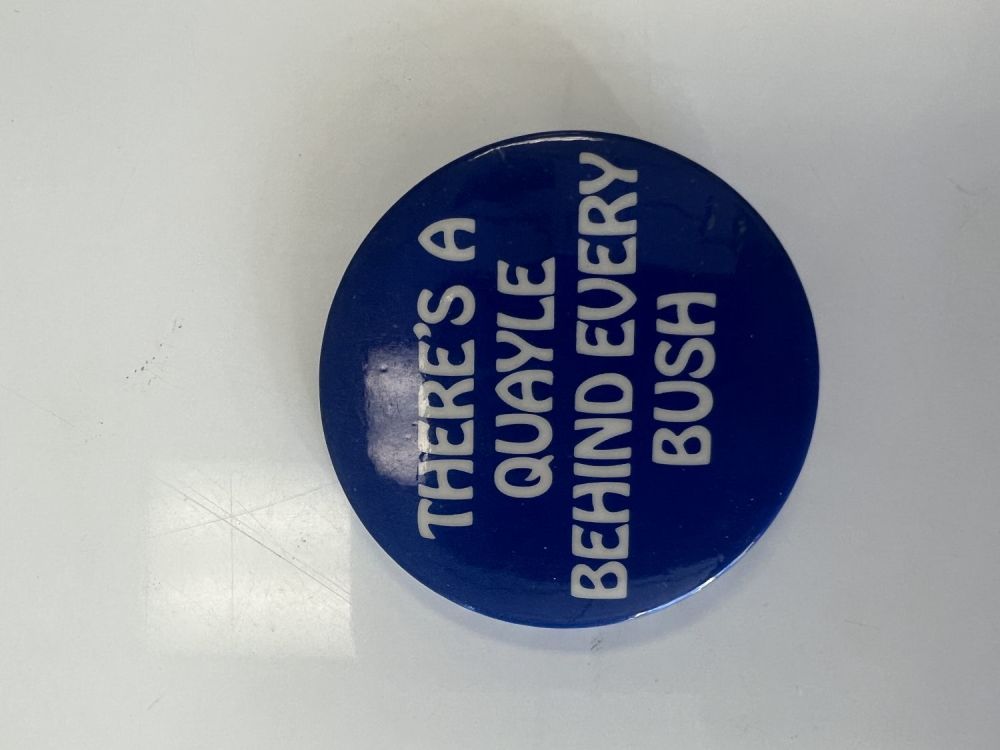 THERE'S A
QUAYLE
BEHIND EVERY
BUSH